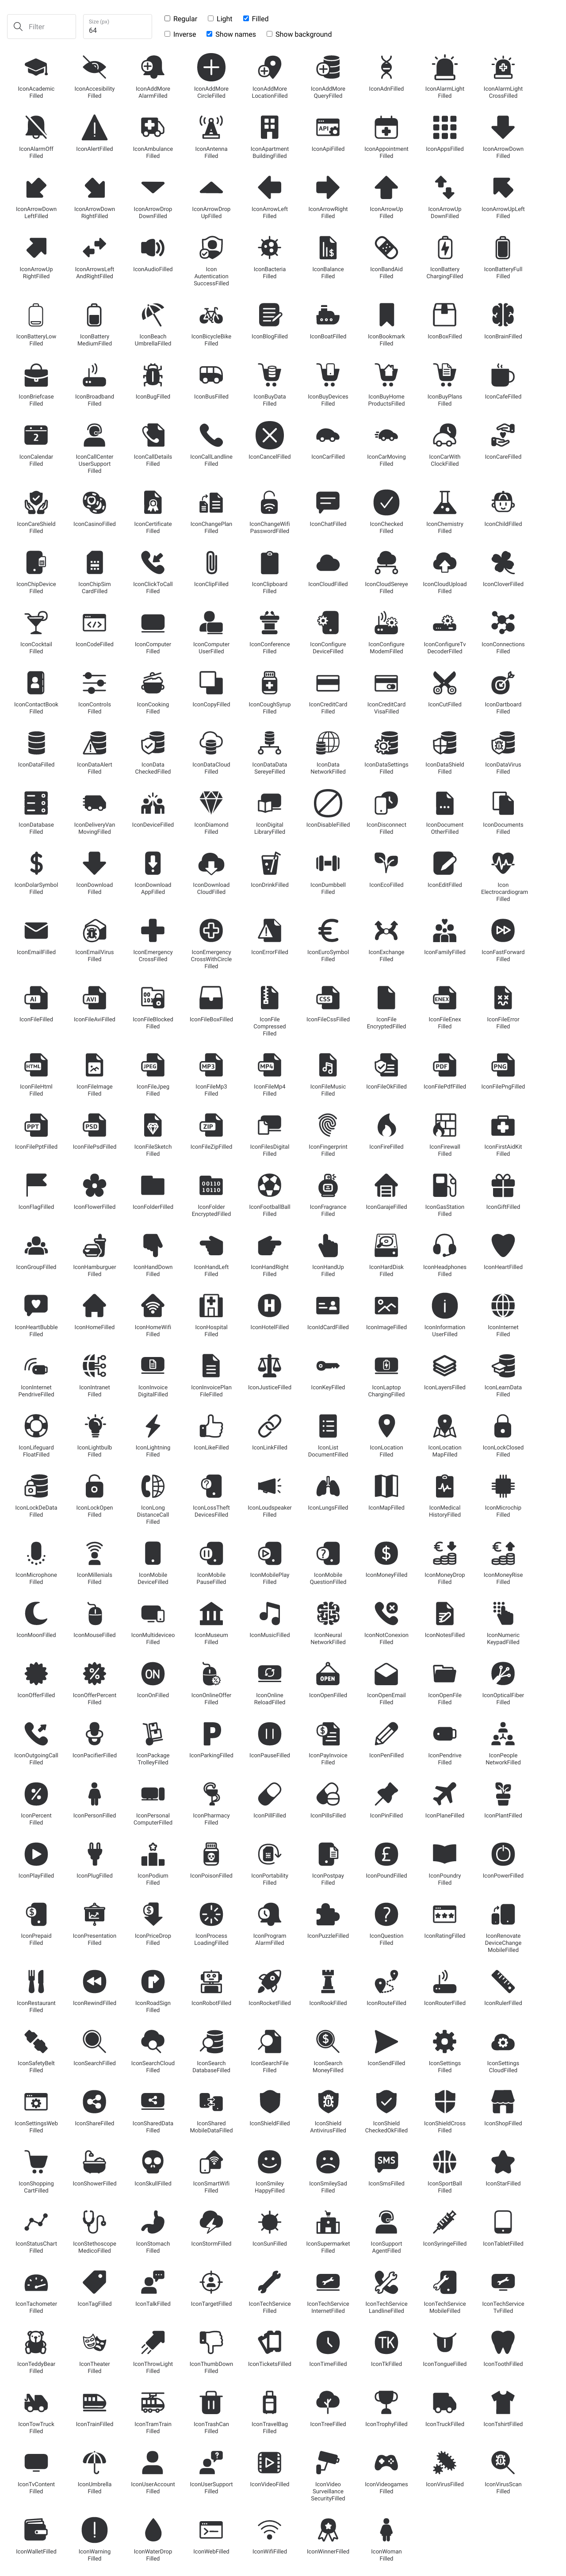 Filter
Size (px)
64
Regular
Light
Filled
Inverse
Show names
Show background
IconAcademic
Filled
IconAccesibility
Filled
IconAddMore
AlarmFilled
IconAddMore
CircleFilled
IconAddMore
LocationFilled
IconAddMore
QueryFilled
IconAdnFilled
IconAlarmLight
Filled
IconAlarmLight
CrossFilled
IconAlarmOff
Filled
IconAlertFilled
IconAmbulance
Filled
IconAntenna
Filled
IconApartment
BuildingFilled
API
IconApiFilled
IconAppointment
Filled
IconAppsFilled
IconArrowDown
Filled
IconArrowDown
LeftFilled
IconArrowDown
RightFilled
IconArrowDrop
DownFilled
IconArrowDrop
UpFilled
IconArrowLeft
Filled
IconArrowRight
Filled
IconArrowUp
Filled
IconArrowUp
DownFilled
IconArrowUpLeft
Filled
IconArrowUp
RightFilled
IconArrowsLeft
AndRightFilled
IconAudioFilled
Icon
Autentication
SuccessFilled
IconBacteria
Filled
$
IconBalance
Filled
IconBandAid
Filled
IconBattery
ChargingFilled
IconBatteryFull
Filled
IconBatteryLow
Filled
IconBattery
MediumFilled
IconBeach
UmbrellaFilled
IconBicycleBike
Filled
IconBlogFilled
IconBoatFilled
IconBookmark
Filled
IconBoxFilled
IconBrainFilled
IconBriefcase
Filled
IconBroadband
Filled
IconBugFilled
IconBusFilled
IconBuyData
Filled
IconBuyDevices
Filled
IconBuyHome
ProductsFilled
IconBuyPlans
Filled
IconCafeFilled
2
IconCalendar
Filled
IconCallCenter
UserSupport
Filled
IconCallDetails
Filled
IconCallLandline
Filled
IconCancelFilled
IconCarFilled
IconCarMoving
Filled
IconCarWith
ClockFilled
IconCareFilled
IconCareShield
Filled
IconCasinoFilled
IconCertificate
Filled
IconChangePlan
Filled
IconChangeWifi
PasswordFilled
IconChatFilled
IconChecked
Filled
IconChemistry
Filled
IconChildFilled
IconChipDevice
Filled
IconChipSim
CardFilled
IconClickToCall
Filled
IconClipFilled
IconClipboard
Filled
IconCloudFilled
IconCloudSereye
Filled
IconCloudUpload
Filled
IconCloverFilled
IconCocktail
Filled
IconCodeFilled
IconComputer
Filled
IconComputer
UserFilled
IconConference
Filled
IconConfigure
DeviceFilled
IconConfigure
ModemFilled
IconConfigureTv
DecoderFilled
IconConnections
Filled
IconContactBook
Filled
IconControls
Filled
IconCooking
Filled
IconCopyFilled
IconCoughSyrup
Filled
IconCreditCard
Filled
IconCreditCard
VisaFilled
IconCutFilled
IconDartboard
Filled
IconDataFilled
IconDataAlert
Filled
IconData
CheckedFilled
IconDataCloud
Filled
IconDataData
SereyeFilled
IconData
NetworkFilled
IconDataSettings
Filled
IconDataShield
Filled
IconDataVirus
Filled
IconDatabase
Filled
IconDeliveryVan
MovingFilled
IconDeviceFilled
IconDiamond
Filled
IconDigital
LibraryFilled
IconDisableFilled
IconDisconnect
Filled
IconDocument
OtherFilled
IconDocuments
Filled
$
IconDolarSymbol
Filled
IconDownload
Filled
IconDownload
AppFilled
IconDownload
CloudFilled
IconDrinkFilled
IconDumbbell
Filled
IconEcoFilled
IconEditFilled
Icon
Electrocardiogram
Filled
IconEmailFilled
IconEmailVirus
Filled
IconEmergency
CrossFilled
IconEmergency
CrossWithCircle
Filled
IconErrorFilled
€
IconEuroSymbol
Filled
IconExchange
Filled
IconFamilyFilled
IconFastForward
Filled
AI
IconFileFilled
AVI
IconFileAviFilled
IconFileBlocked
Filled
IconFileBoxFilled
IconFile
Compressed
Filled
CSS
IconFileCssFilled
IconFile
EncryptedFilled
ENEX
IconFileEnex
Filled
IconFileError
Filled
HTML
IconFileHtml
Filled
IconFileImage
Filled
JPEG
IconFileJpeg
Filled
MP3
IconFileMp3
Filled
MP4
IconFileMp4
Filled
IconFileMusic
Filled
IconFileOkFilled
PDF
IconFilePdfFilled
PNG
IconFilePngFilled
PPT
IconFilePptFilled
PSD
IconFilePsdFilled
IconFileSketch
Filled
ZIP
IconFileZipFilled
IconFilesDigital
Filled
IconFingerprint
Filled
IconFireFilled
IconFirewall
Filled
IconFirstAidKit
Filled
IconFlagFilled
IconFlowerFilled
IconFolderFilled
00110
10110
IconFolder
EncryptedFilled
IconFootballBall
Filled
IconFragrance
Filled
IconGarajeFilled
IconGasStation
Filled
IconGiftFilled
IconGroupFilled
IconHamburguer
Filled
IconHandDown
Filled
IconHandLeft
Filled
IconHandRight
Filled
IconHandUp
Filled
IconHardDisk
Filled
IconHeadphones
Filled
IconHeartFilled
IconHeartBubble
Filled
IconHomeFilled
IconHomeWifi
Filled
IconHospital
Filled
H
IconHotelFilled
IconIdCardFilled
IconImageFilled
i
IconInformation
UserFilled
IconInternet
Filled
IconInternet
PendriveFilled
IconIntranet
Filled
IconInvoice
DigitalFilled
IconInvoicePlan
FileFilled
IconJusticeFilled
IconKeyFilled
IconLaptop
ChargingFilled
IconLayersFilled
IconLearnData
Filled
IconLifeguard
FloatFilled
IconLightbulb
Filled
IconLightning
Filled
IconLikeFilled
IconLinkFilled
IconList
DocumentFilled
IconLocation
Filled
IconLocation
MapFilled
IconLockClosed
Filled
IconLockDeData
Filled
IconLockOpen
Filled
IconLong
DistanceCall
Filled
?
IconLossTheft
DevicesFilled
IconLoudspeaker
Filled
IconLungsFilled
IconMapFilled
IconMedical
HistoryFilled
IconMicrochip
Filled
IconMicrophone
Filled
IconMillenials
Filled
IconMobile
DeviceFilled
IconMobile
PauseFilled
IconMobilePlay
Filled
?
IconMobile
QuestionFilled
$
IconMoneyFilled
€
IconMoneyDrop
Filled
€
IconMoneyRise
Filled
IconMoonFilled
IconMouseFilled
IconMultideviceo
Filled
IconMuseum
Filled
IconMusicFilled
IconNeural
NetworkFilled
IconNotConexion
Filled
IconNotesFilled
IconNumeric
KeypadFilled
IconOfferFilled
%
IconOfferPercent
Filled
ON
IconOnFilled
IconOnlineOffer
Filled
IconOnline
ReloadFilled
OPEN
IconOpenFilled
IconOpenEmail
Filled
IconOpenFile
Filled
IconOpticalFiber
Filled
IconOutgoingCall
Filled
IconPacifierFilled
IconPackage
TrolleyFilled
P
IconParkingFilled
IconPauseFilled
$
IconPayInvoice
Filled
IconPenFilled
IconPendrive
Filled
IconPeople
NetworkFilled
%
IconPercent
Filled
IconPersonFilled
IconPersonal
ComputerFilled
IconPharmacy
Filled
IconPillFilled
IconPillsFilled
IconPinFilled
IconPlaneFilled
IconPlantFilled
IconPlayFilled
IconPlugFilled
IconPodium
Filled
IconPoisonFilled
IconPortability
Filled
IconPostpay
Filled
£
IconPoundFilled
IconPoundry
Filled
IconPowerFilled
$
IconPrepaid
Filled
IconPresentation
Filled
$
IconPriceDrop
Filled
IconProcess
LoadingFilled
IconProgram
AlarmFilled
IconPuzzleFilled
?
IconQuestion
Filled
IconRatingFilled
IconRenovate
DeviceChange
MobileFilled
IconRestaurant
Filled
IconRewindFilled
IconRoadSign
Filled
IconRobotFilled
IconRocketFilled
IconRookFilled
IconRouteFilled
IconRouterFilled
IconRulerFilled
IconSafetyBelt
Filled
IconSearchFilled
IconSearchCloud
Filled
IconSearch
DatabaseFilled
IconSearchFile
Filled
$
IconSearch
MoneyFilled
IconSendFilled
IconSettings
Filled
IconSettings
CloudFilled
IconSettingsWeb
Filled
IconShareFilled
IconSharedData
Filled
IconShared
MobileDataFilled
IconShieldFilled
IconShield
AntivirusFilled
IconShield
CheckedOkFilled
IconShieldCross
Filled
IconShopFilled
IconShopping
CartFilled
IconShowerFilled
IconSkullFilled
IconSmartWifi
Filled
IconSmiley
HappyFilled
IconSmileySad
Filled
SMS
IconSmsFilled
IconSportBall
Filled
IconStarFilled
IconStatusChart
Filled
IconStethoscope
MedicoFilled
IconStomach
Filled
IconStormFilled
IconSunFilled
IconSupermarket
Filled
IconSupport
AgentFilled
IconSyringeFilled
IconTabletFilled
IconTachometer
Filled
IconTagFilled
IconTalkFilled
IconTargetFilled
IconTechService
Filled
IconTechService
InternetFilled
IconTechService
LandlineFilled
IconTechService
MobileFilled
IconTechService
TvFilled
IconTeddyBear
Filled
IconTheater
Filled
IconThrowLight
Filled
IconThumbDown
Filled
IconTicketsFilled
IconTimeFilled
TK
IconTkFilled
IconTongueFilled
IconToothFilled
IconTowTruck
Filled
IconTrainFilled
IconTramTrain
Filled
IconTrashCan
Filled
IconTravelBag
Filled
IconTreeFilled
IconTrophyFilled
IconTruckFilled
IconTshirtFilled
IconTvContent
Filled
IconUmbrella
Filled
IconUserAccount
Filled
?
IconUserSupport
Filled
IconVideoFilled
IconVideo
Surveillance
SecurityFilled
IconVideogames
Filled
IconVirusFilled
IconVirusScan
Filled
IconWalletFilled
!
IconWarning
Filled
IconWaterDrop
Filled
IconWebFilled
IconWifiFilled
IconWinnerFilled
IconWoman
Filled